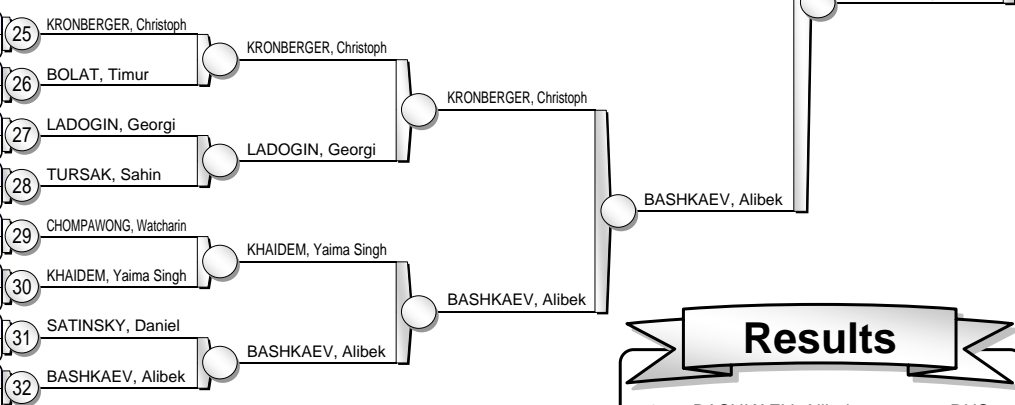 25 KRONBERGER, Christoph
26 BOLAT, Timur
27 LADOGIN, Georgi
28 TURSAK, Sahin
29 CHOMPAWONG, Watcharin
30 KHAIDEM, Yaima Singh
31 SATINSKY, Daniel
32 BASHKAEV, Alibek
KRONBERGER, Christoph
LADOGIN, Georgi
KHAIDEM, Yaima Singh
BASHKAEV, Alibek
KRONBERGER, Christoph
BASHKAEV, Alibek
BASHKAEV, Alibek
Results